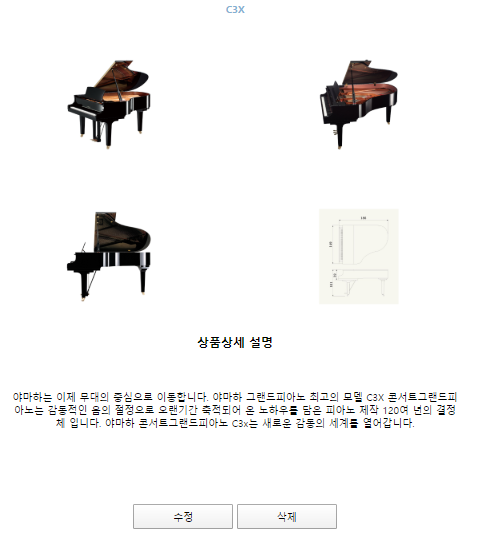 C3X
상품상세 설명
야마하는 이제 무대의 중심으로 이동합니다. 야마하 그랜드피아노 최고의 모델 C3X 콘서트그랜드피
아노는 감동적인 음의 절정으로 오랜기간 축적되어 온 노하우를 담은 피아노 제작 120여 년의 결정
체 입니다. 야마하 콘서트그랜드피아노 C3x는 새로운 감동의 세계를 열어갑니다.
수정
삭제